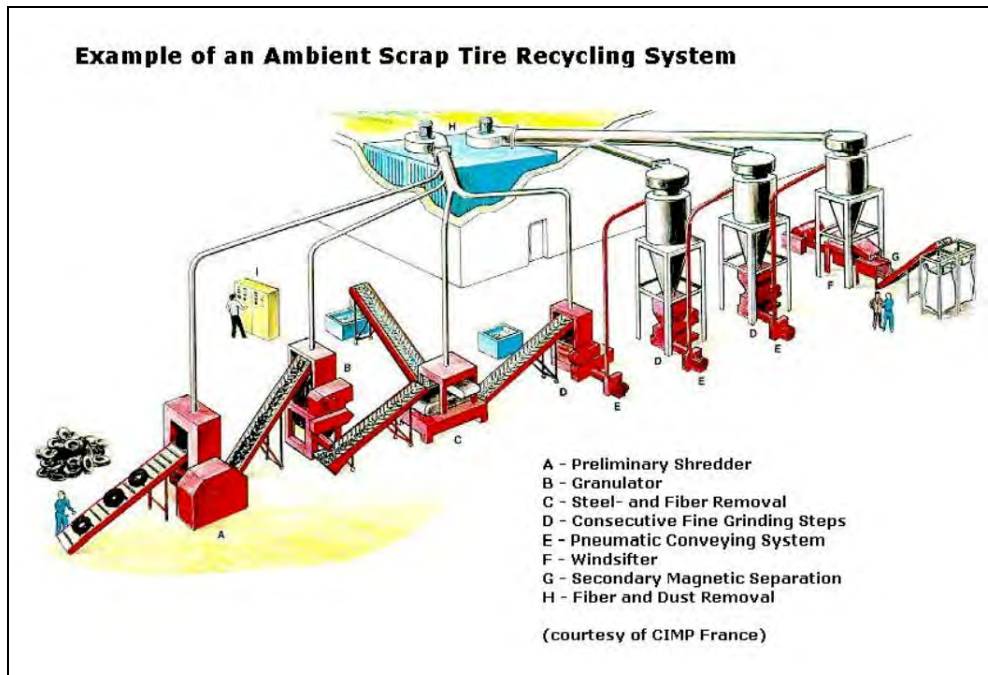 Example of an Ambient Scrap Tire Recycling System
H
I
G
B
F
D
E
D
E
D
E
C
A
A - Preliminary Shredder
B - Granulator
C - Steel- and Fiber Removal
D - Consecutive Fine Grinding Steps
E - Pneumatic Conveying System
F - Windsifter
G - Secondary Magnetic Separation
H - Fiber and Dust Removal
(courtesy of CIMP France)